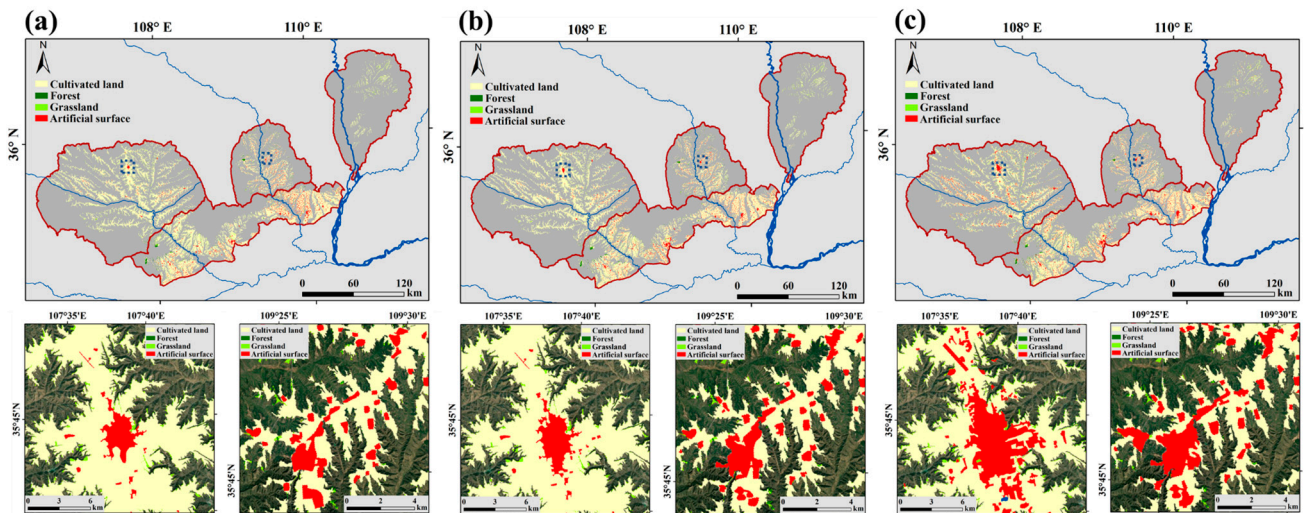 (a)
108° E
110° E
N
Cultivated land
Forest
Grassland
Artificial surface
36° N
0 60 120
km
107°35'E 107°40'E
Cultivated land
Forest
Grassland
Artificial surface
35°45'N
0 3 6
km
109°25'E 109°30'E
Cultivated land
Forest
Grassland
Artificial surface
35°45'N
0 2 4
km
(b)
108° E
110° E
N
Cultivated land
Forest
Grassland
Artificial surface
36° N
0 60 120
km
107°35'E 107°40'E
Cultivated land
Forest
Grassland
Artificial surface
35°45'N
0 3 6
km
109°25'E 109°30'E
Cultivated land
Forest
Grassland
Artificial surface
35°45'N
0 2 4
km
(c)
108° E
110° E
N
Cultivated land
Forest
Grassland
Artificial surface
36° N
0 60 120
km
107°35'E 107°40'E
Cultivated land
Forest
Grassland
Artificial surface
35°45'N
0 3 6
km
109°25'E 109°30'E
Cultivated land
Forest
Grassland
Artificial surface
35°45'N
0 2 4
km